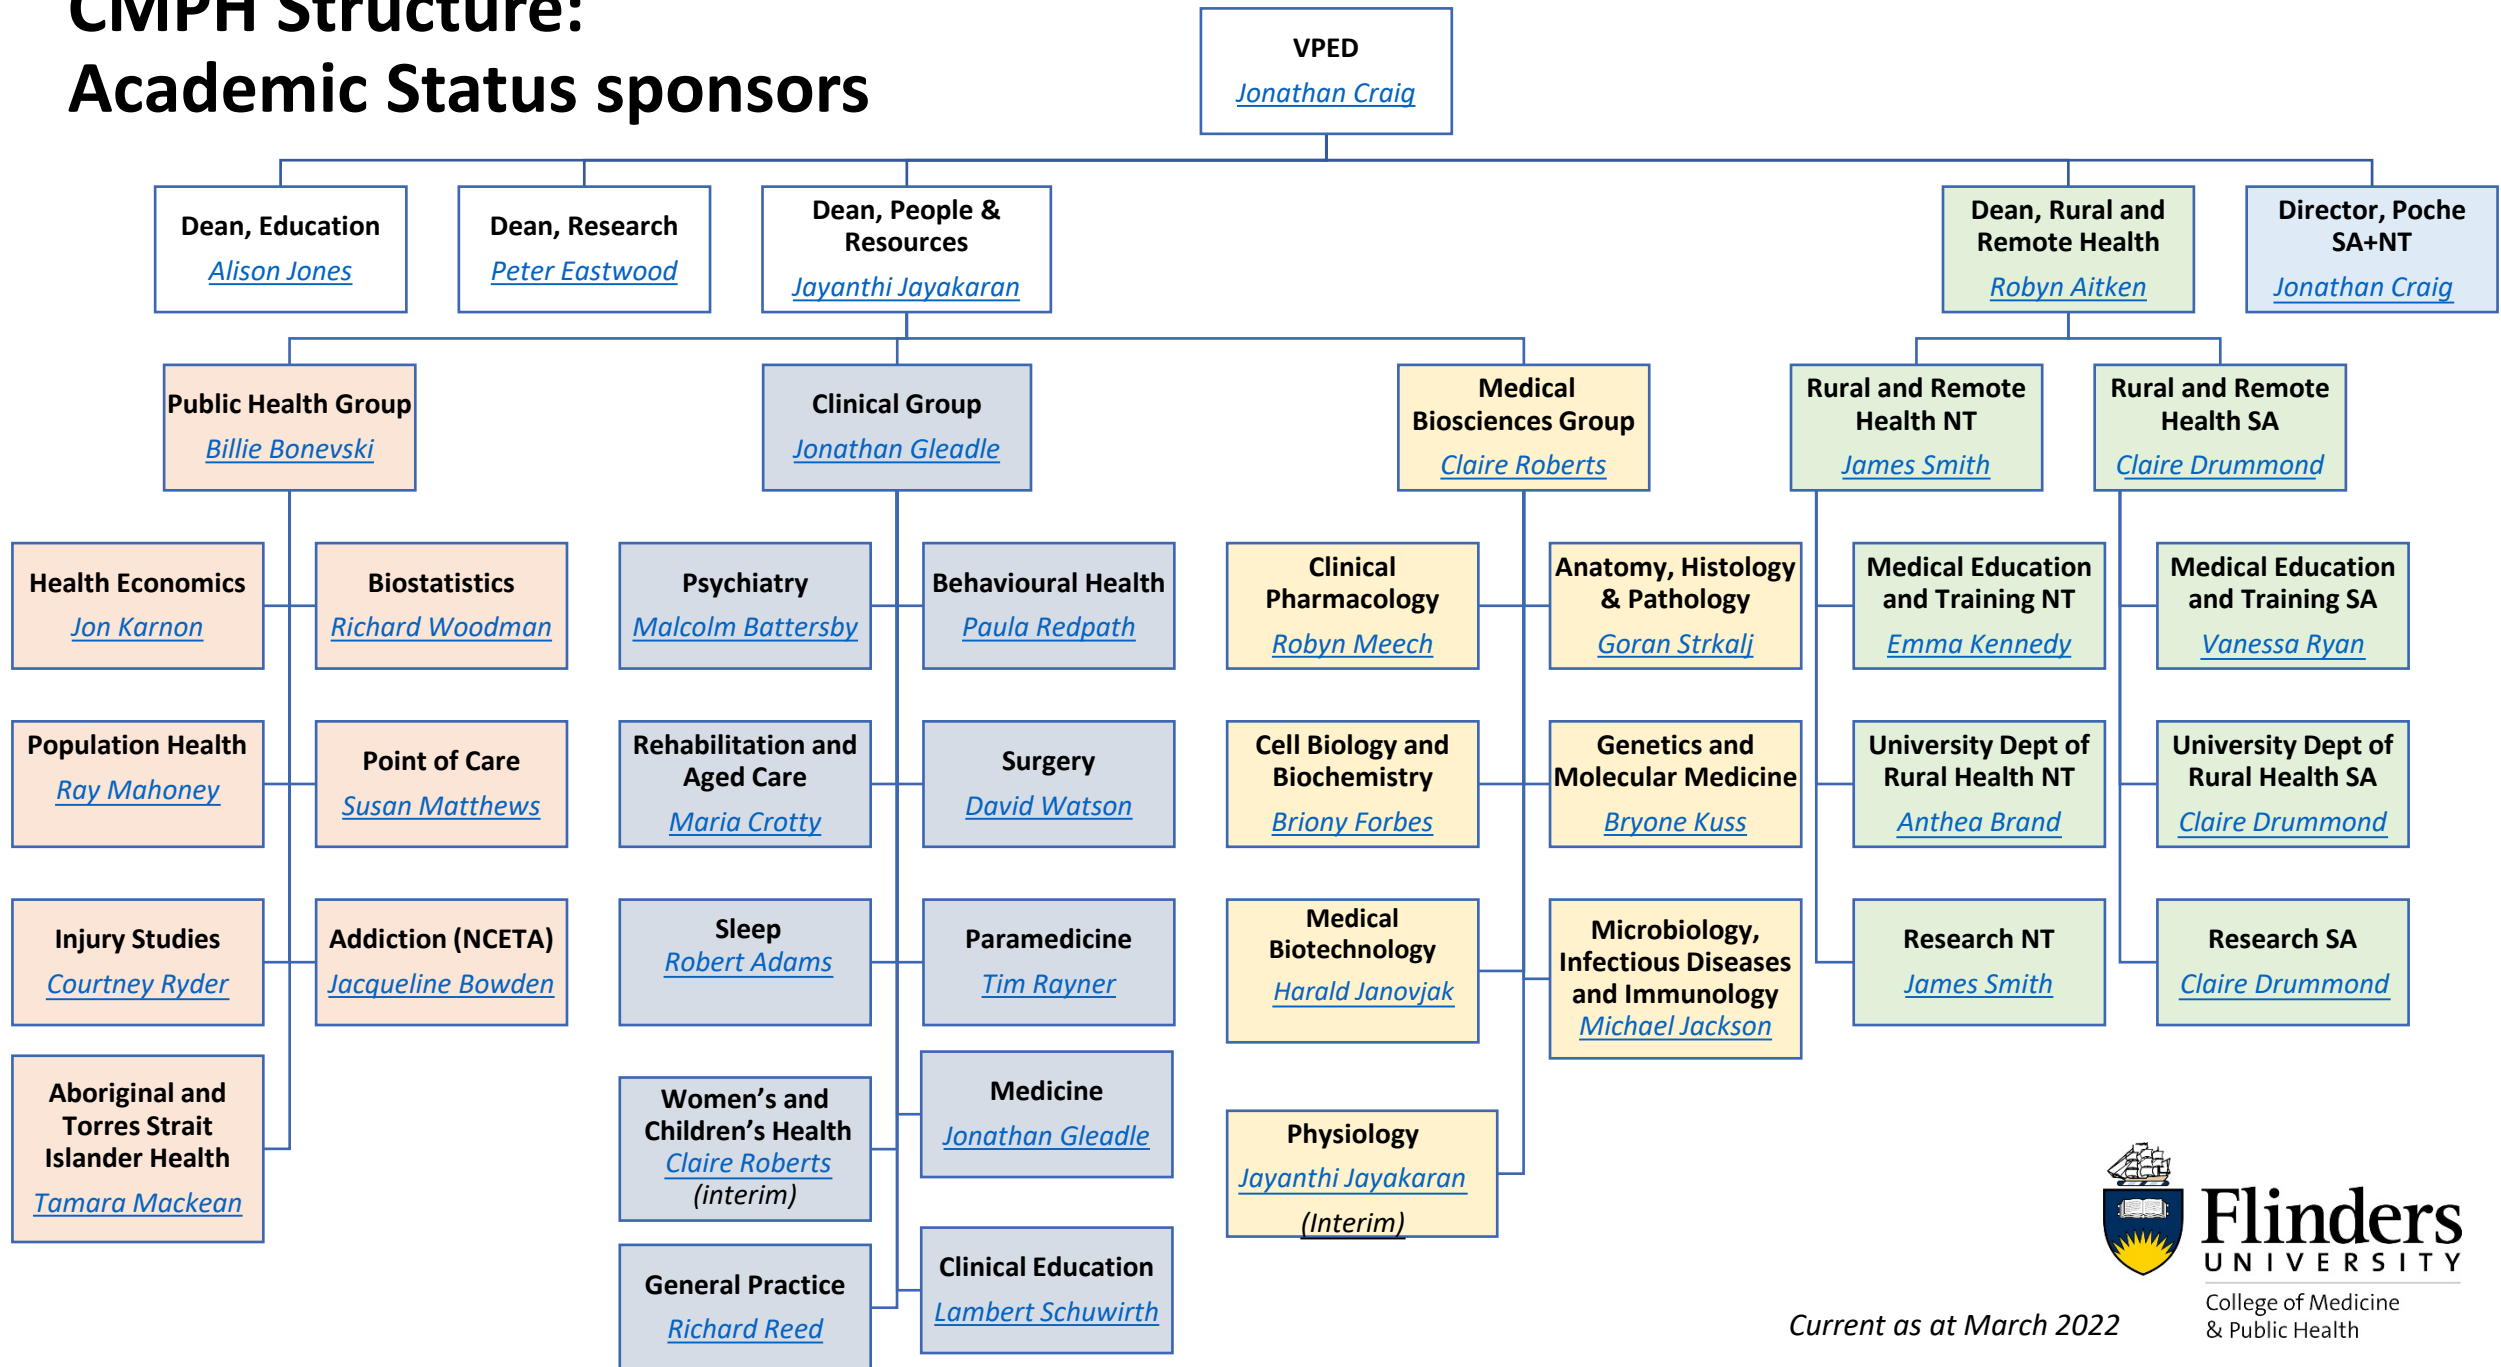 CMPH Structure:
Academic Status sponsors
VPED
Jonathan Craig
Dean, Education
Alison Jones
Dean, Research
Peter Eastwood
Dean, People &
Resources
Jayanthi Jayakaran
Dean, Rural and
Remote Health
Robyn Aitken
Director, Poche
SA+NT
Jonathan Craig
Public Health Group
Billie Bonevski
Clinical Group
Jonathan Gleadle
Medical
Biosciences Group
Claire Roberts
Rural and Remote
Health NT
James Smith
Rural and Remote
Health SA
Claire Drummond
Health Economics
Jon Karnon
Biostatistics
Richard Woodman
Psychiatry
Malcolm Battersby
Behavioural Health
Paula Redpath
Clinical
Pharmacology
Robyn Meech
Anatomy, Histology
& Pathology
Goran Strkalj
Medical Education
and Training NT
Emma Kennedy
Medical Education
and Training SA
Vanessa Ryan
Population Health
Ray Mahoney
Point of Care
Susan Matthews
Rehabilitation and
Aged Care
Maria Crotty
Surgery
David Watson
Cell Biology and
Biochemistry
Briony Forbes
Genetics and
Molecular Medicine
Bryone Kuss
University Dept of
Rural Health NT
Anthea Brand
University Dept of
Rural Health SA
Claire Drummond
Injury Studies
Courtney Ryder
Addiction (NCETA)
Jacqueline Bowden
Sleep
Robert Adams
Paramedicine
Tim Rayner
Medical
Biotechnology
Harald Janovjak
Microbiology,
Infectious Diseases
and Immunology
Michael Jackson
Research NT
James Smith
Research SA
Claire Drummond
Aboriginal and
Torres Strait
Islander Health
Tamara Mackean
Women’s and
Children’s Health
Claire Roberts
(interim)
Medicine
Jonathan Gleadle
Physiology
Jayanthi Jayakaran
(Interim)
General Practice
Richard Reed
Clinical Education
Lambert Schuwirth
Current as at March 2022
Flinders
UNIVERSITY
College of Medicine
& Public Health